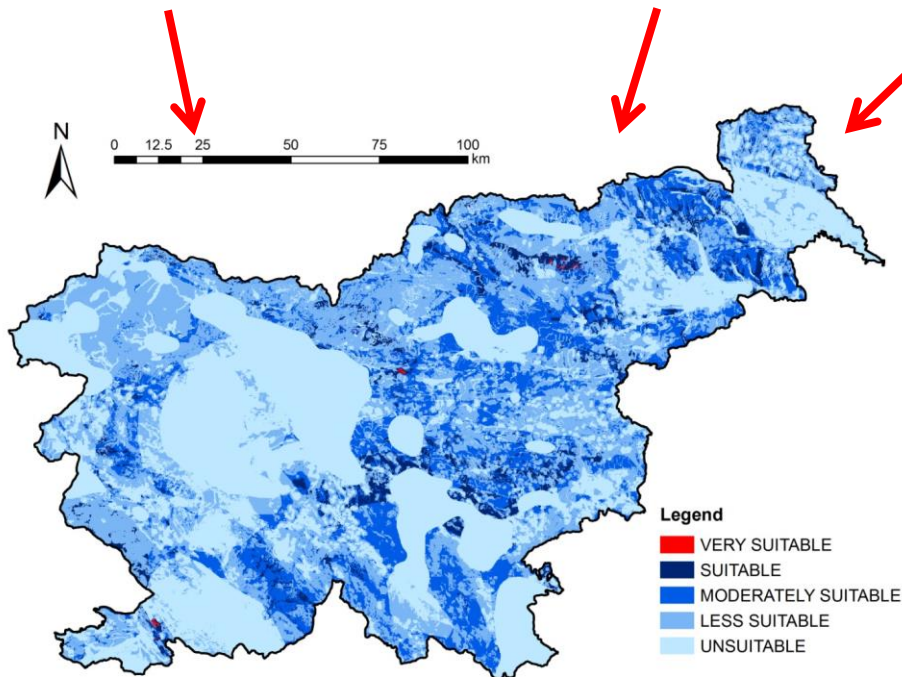 N
0 12.5 25 50 75 100
km
Legend
VERY SUITABLE
SUITABLE
MODERATELY SUITABLE
LESS SUITABLE
UNSUITABLE